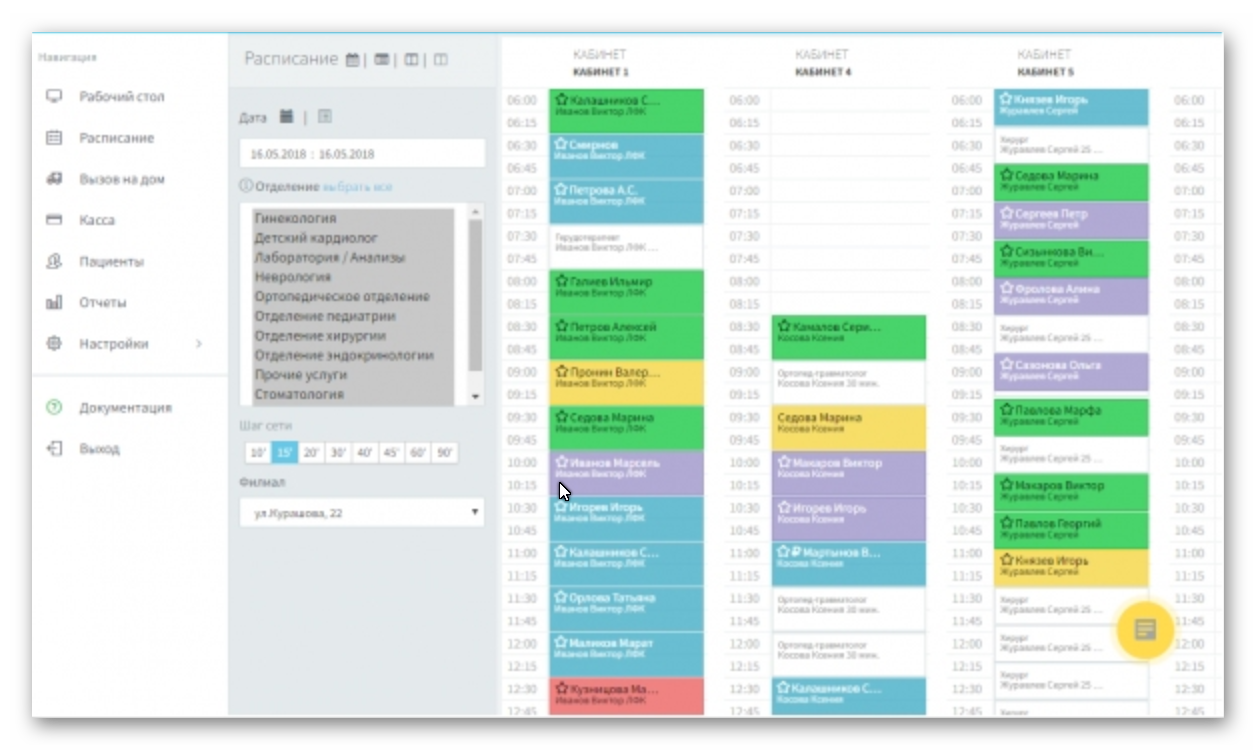 Навигация
Рабочий стол
Расписание
Вызов на дом
Касса
Пациенты
Отчеты
Настройки
Документация
Выход
Расписание
Дата
16.05.2018 : 16.05.2018
Отделение выбрать все
Гинекология
Детский кардиолог
Лаборатория / Анализы
Неврология
Ортопедическое отделение
Отделение педиатрии
Отделение хирургии
Отделение эндокринологии
Прочие услуги
Стоматология
Шаг сети
10' 15' 20' 30' 40' 45' 60' 90'
Филиал
ул.Курашова, 22
КАБИНЕТ
КАБИНЕТ 1
06:00
06:15
06:30
06:45
07:00
07:15
07:30
07:45
08:00
08:15
08:30
08:45
09:00
09:15
09:30
09:45
10:00
10:15
10:30
10:45
11:00
11:15
11:30
11:45
12:00
12:15
12:30
12:45
Калашников С...
Иванов Виктор ЛФК
Смирнов
Иванов Виктор ЛФК
Петрова А.С.
Иванов Виктор ЛФК
Гирудотерапевт
Иванов Виктор ЛФК ...
Галиев Ильмир
Иванов Виктор ЛФК
Петров Алексей
Иванов Виктор ЛФК
Пронин Валер...
Иванов Виктор ЛФК
Седова Марина
Иванов Виктор ЛФК
Иванов Марсель
Иванов Виктор ЛФК
Игорев Игорь
Иванов Виктор ЛФК
Калашников С...
Иванов Виктор ЛФК
Орлова Татьяна
Иванов Виктор ЛФК
Маликов Марат
Иванов Виктор ЛФК
Кузницова Ма...
Иванов Виктор ЛФК
КАБИНЕТ
КАБИНЕТ 4
06:00
06:15
06:30
06:45
07:00
07:15
07:30
07:45
08:00
08:15
08:30
08:45
09:00
09:15
09:30
09:45
10:00
10:15
10:30
10:45
11:00
11:15
11:30
11:45
12:00
12:15
12:30
12:45
Камалов Сери...
Косова Ксения
Ортопед-травматолог
Косова Ксения 30 мин.
Седова Марина
Косова Ксения
Макаров Виктор
Косова Ксения
Игорев Игорь
Косова Ксения
₽ Мартынов В...
Косова Ксения
Ортопед-травматолог
Косова Ксения 30 мин.
Ортопед-травматолог
Косова Ксения 30 мин.
Калашников С...
Косова Ксения
КАБИНЕТ
КАБИНЕТ 5
06:00
06:15
06:30
06:45
07:00
07:15
07:30
07:45
08:00
08:15
08:30
08:45
09:00
09:15
09:30
09:45
10:00
10:15
10:30
10:45
11:00
11:15
11:30
11:45
12:00
12:15
12:30
12:45
Князев Игорь
Журавлев Сергей
Хирург
Журавлев Сергей 25 ...
Седова Марина
Журавлев Сергей
Сергеев Петр
Журавлев Сергей
Сизынкова Ви...
Журавлев Сергей
Фролова Алина
Журавлев Сергей
Хирург
Журавлев Сергей 25 ...
Сазонова Ольга
Журавлев Сергей
Павлова Марфа
Журавлев Сергей
Хирург
Журавлев Сергей 25 ...
Макаров Виктор
Журавлев Сергей
Павлов Георгий
Журавлев Сергей
Князев Игорь
Журавлев Сергей
Хирург
Журавлев Сергей 25 ...
Хирург
Журавлев Сергей 25 ...
Хирург
Журавлев Сергей 25 ...
Хирург
06:00
06:15
06:30
06:45
07:00
07:15
07:30
07:45
08:00
08:15
08:30
08:45
09:00
09:15
09:30
09:45
10:00
10:15
10:30
10:45
11:00
11:15
11:30
11:45
12:00
12:15
12:30
12:45